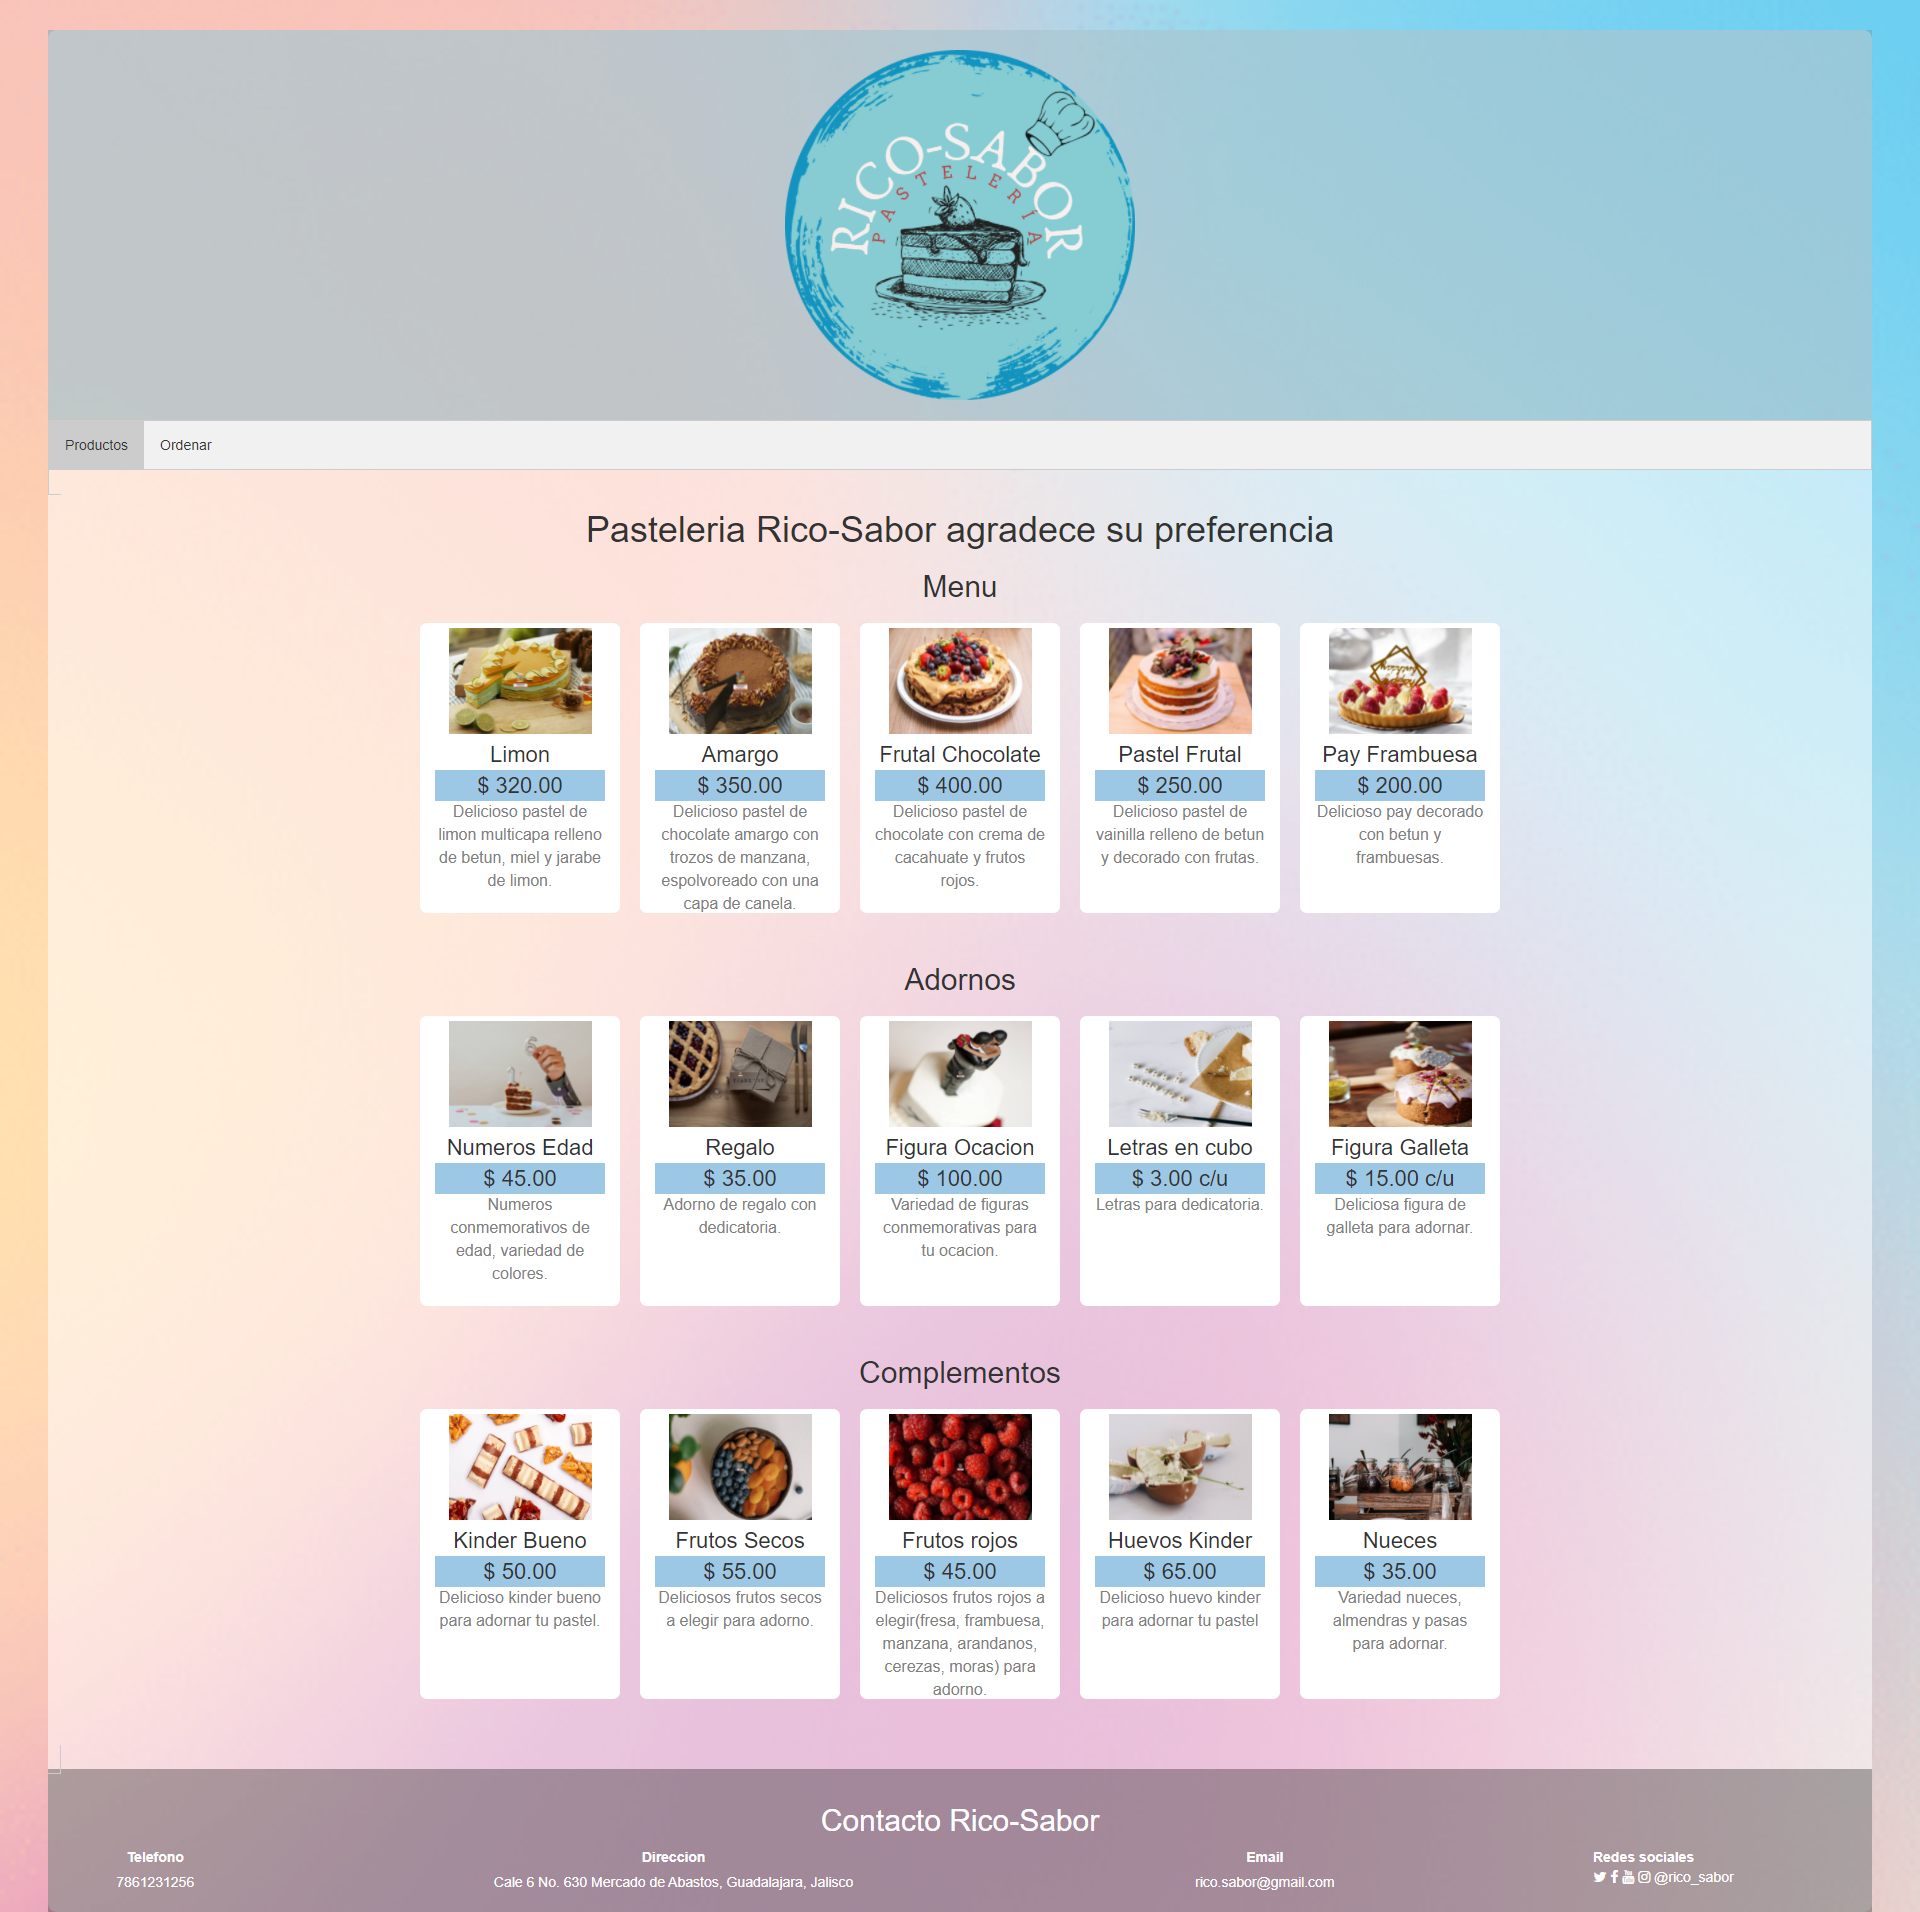 RICO-SABOR
PASTELERÍA
Productos
Ordenar
Pasteleria Rico-Sabor agradece su preferencia
Menu
Limon
$ 320.00
Delicioso pastel de
limon multicapa relleno
de betun, miel y jarabe
de limon.
Amargo
$ 350.00
Delicioso pastel de
chocolate amargo con
trozos de manzana,
espolvoreado con una
capa de canela.
Frutal Chocolate
$ 400.00
Delicioso pastel de
chocolate con crema de
cacahuate y frutos
rojos.
Pastel Frutal
$ 250.00
Delicioso pastel de
vainilla relleno de betun
y decorado con frutas.
Pay Frambuesa
$ 200.00
Delicioso pay decorado
con betun y
frambuesas.
Adornos
Numeros Edad
$ 45.00
Numeros
conmemorativos de
edad, variedad de
colores.
Regalo
$ 35.00
Adorno de regalo con
dedicatoria.
Figura Ocacion
$ 100.00
Variedad de figuras
conmemorativas para
tu ocacion.
Letras en cubo
$ 3.00 c/u
Letras para dedicatoria.
Figura Galleta
$ 15.00 c/u
Deliciosa figura de
galleta para adornar.
Complementos
Kinder Bueno
$ 50.00
Delicioso kinder bueno
para adornar tu pastel.
Frutos Secos
$ 55.00
Deliciosos frutos secos
a elegir para adorno.
Frutos rojos
$ 45.00
Deliciosos frutos rojos a
elegir(fresa, frambuesa,
manzana, arandanos,
cerezas, moras) para
adorno.
Huevos Kinder
$ 65.00
Delicioso huevo kinder
para adornar tu pastel
Nueces
$ 35.00
Variedad nueces,
almendras y pasas
para adornar.
Contacto Rico-Sabor
Telefono
7861231256
Direccion
Cale 6 No. 630 Mercado de Abastos, Guadalajara, Jalisco
Email
rico.sabor@gmail.com
Redes sociales
@rico_sabor